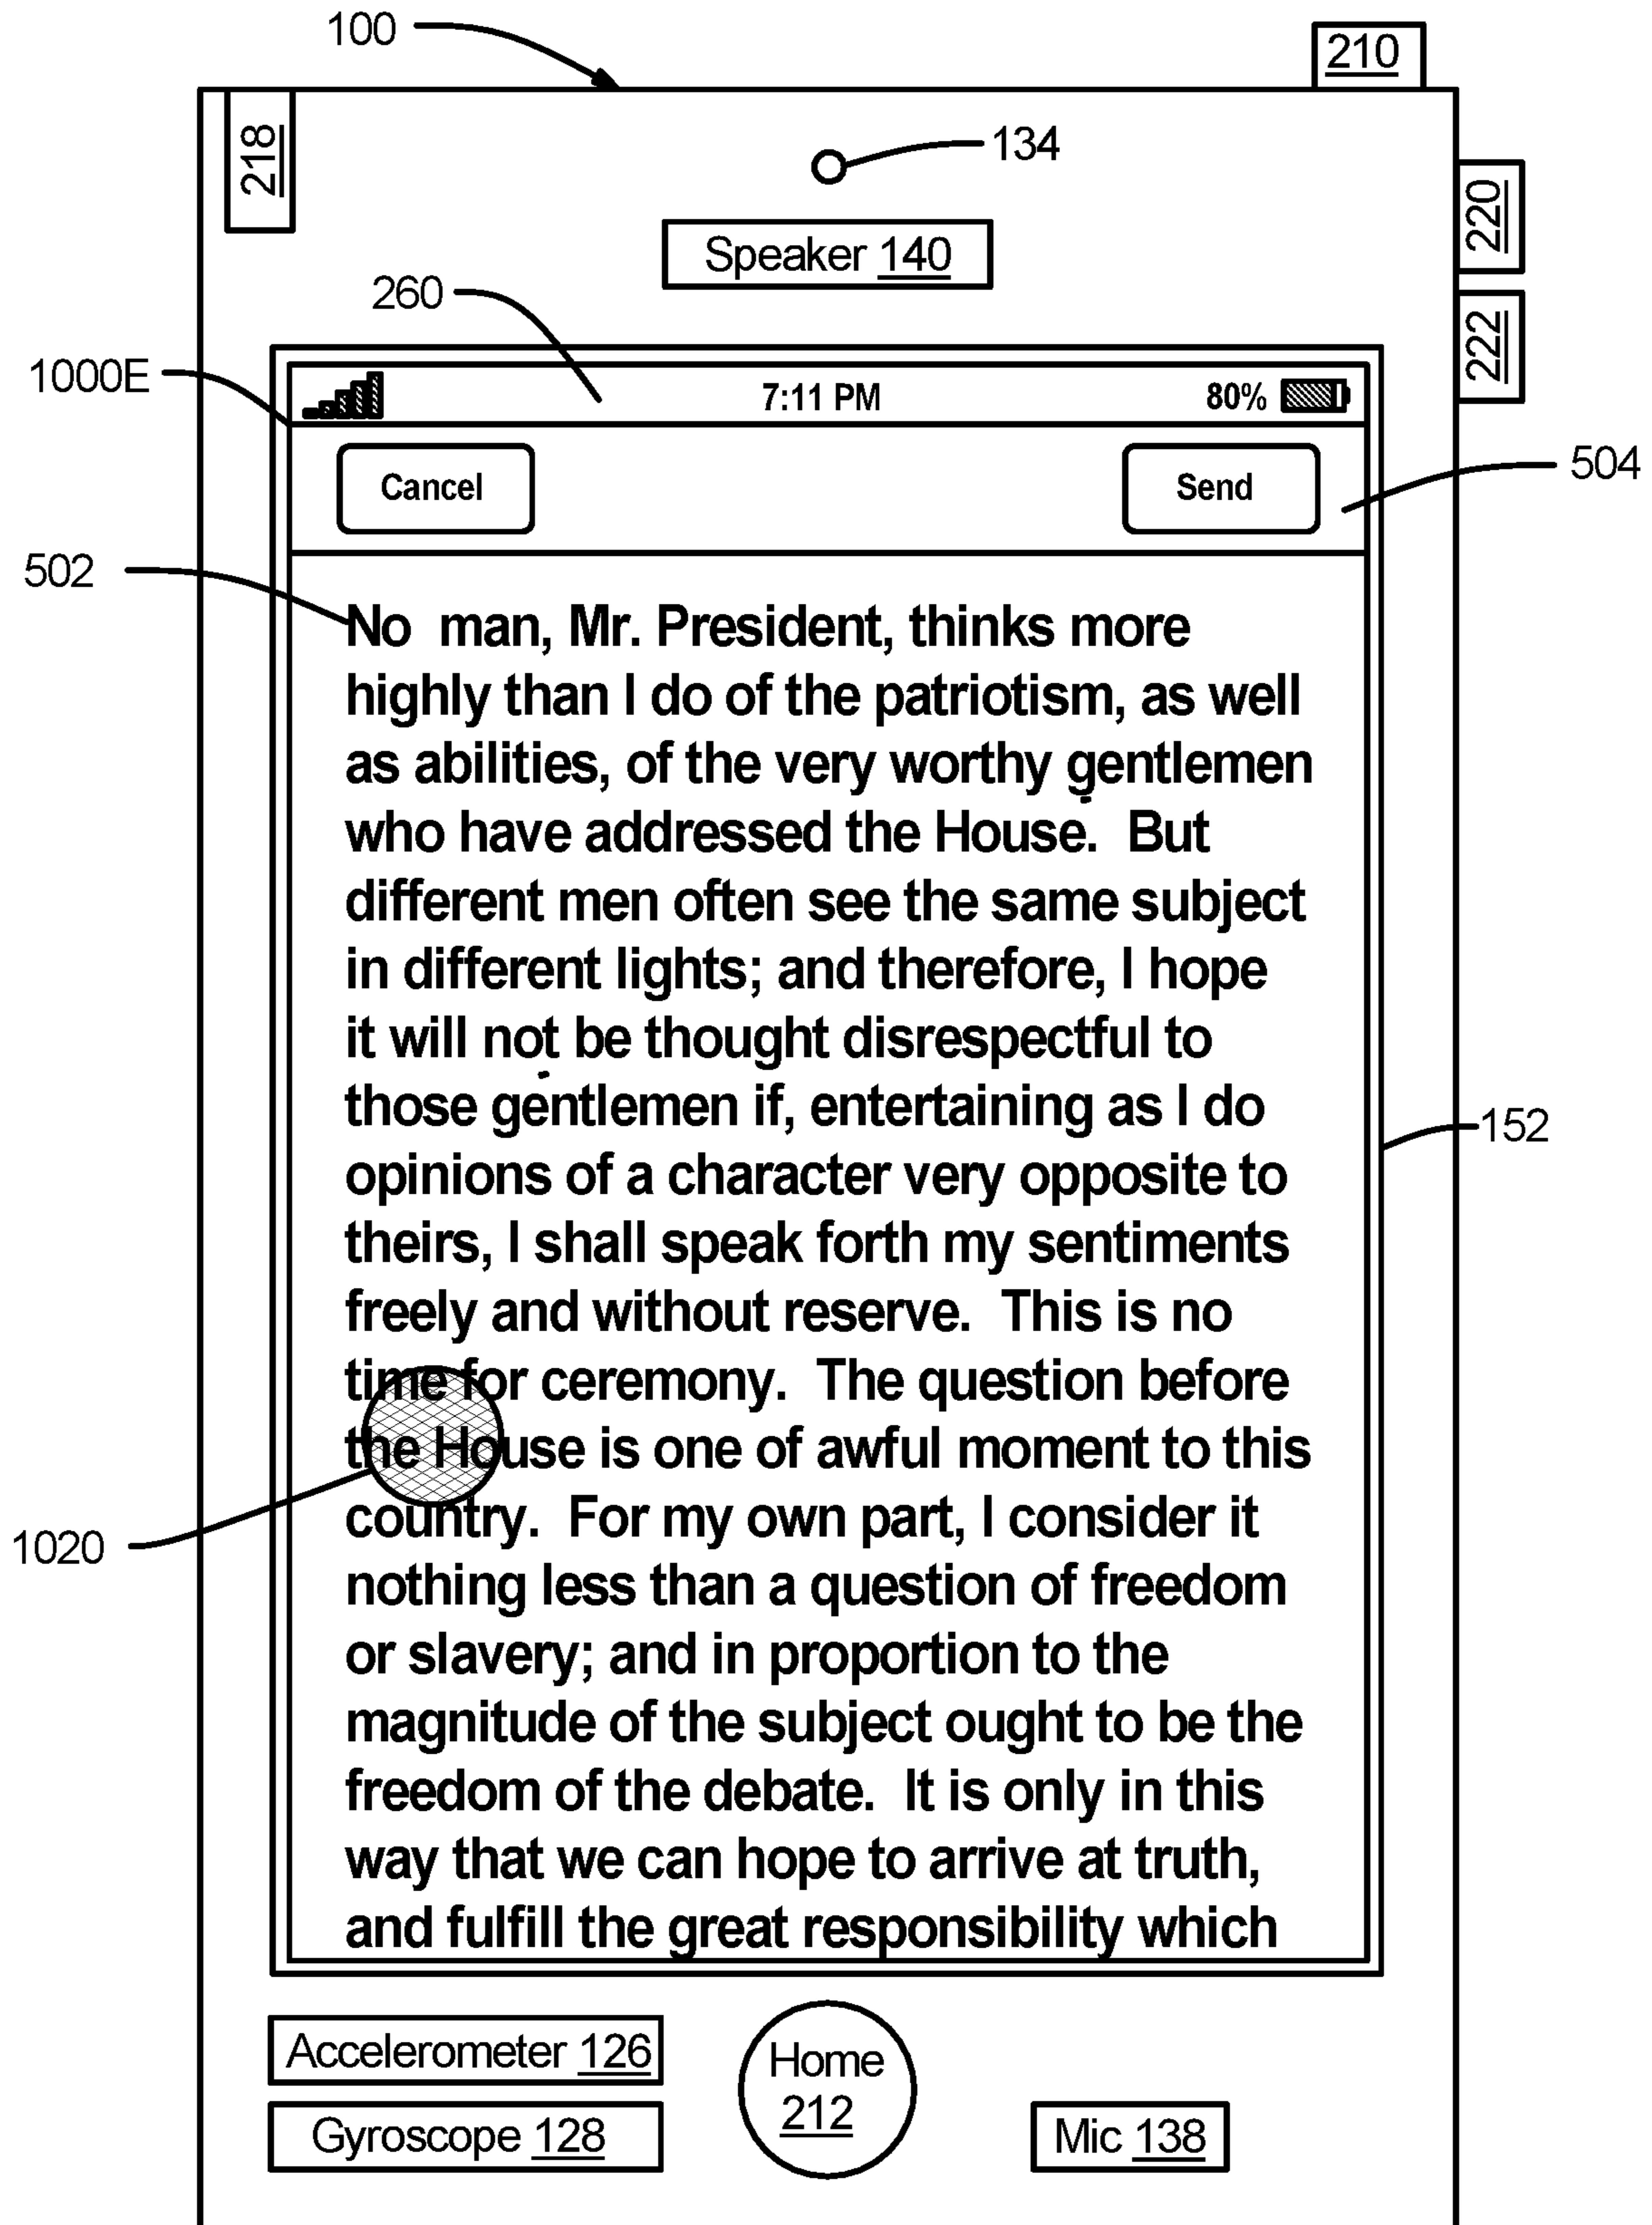 100
210
218
134
220
Speaker 140
260
222
1000E
7:11 PM
80%
Cancel
Send
504
502
No man, Mr. President, thinks more
highly than I do of the patriotism, as well
as abilities, of the very worthy gentlemen
who have addressed the House. But
different men often see the same subject
in different lights; and therefore, I hope
it will not be thought disrespectful to
those gentlemen if, entertaining as I do
152
opinions of a character very opposite to
theirs, I shall speak forth my sentiments
freely and without reserve. This is no
time for ceremony. The question before
the House is one of awful moment to this
country. For my own part, I consider it
1020
nothing less than a question of freedom
or slavery; and in proportion to the
magnitude of the subject ought to be the
freedom of the debate. It is only in this
way that we can hope to arrive at truth,
and fulfill the great responsibility which
Accelerometer 126
Home
212
Gyroscope 128
Mic 138